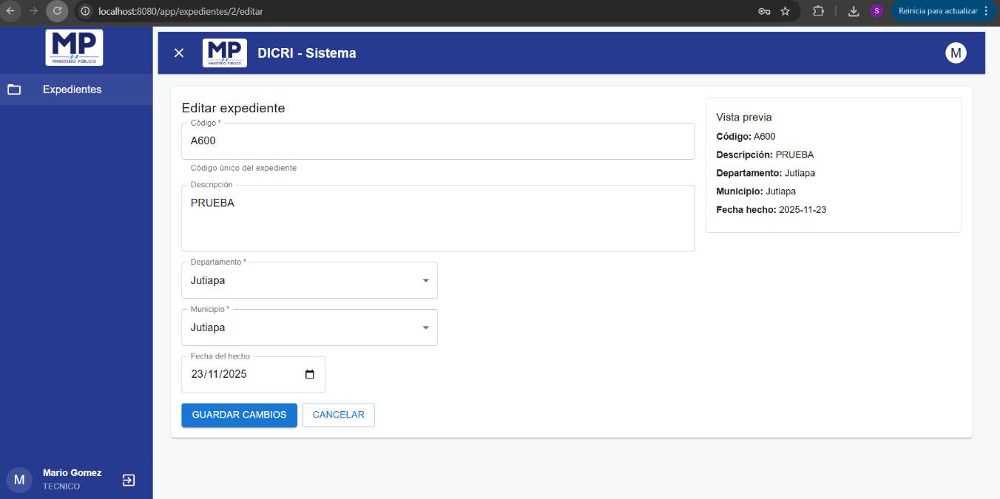 localhost:8080/app/expedientes/2/editar
S
Reinicia para actualizar
MP
MINISTERIO PÚBLICO
Expedientes
MP
MINISTERIO PÚBLICO
DICRI - Sistema
M
Editar expediente
Código *
A600
Código único del expediente
Descripción
PRUEBA
Departamento *
Jutiapa
Municipio *
Jutiapa
Fecha del hecho
23/11/2025
GUARDAR CAMBIOS
CANCELAR
Vista previa
Código: A600
Descripción: PRUEBA
Departamento: Jutiapa
Municipio: Jutiapa
Fecha hecho: 2025-11-23
M
Mario Gomez
TECNICO